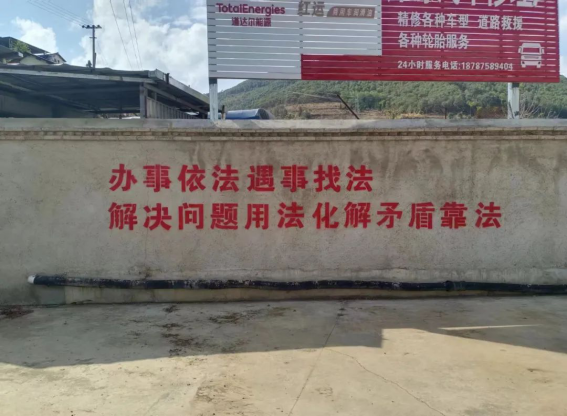 TotalEnergies
道达尔能源
红运
精修各种车型 道路救援
各种轮胎服务
24小时服务电话:18787589404
办事依法遇事找法
解决问题用法化解矛盾靠法